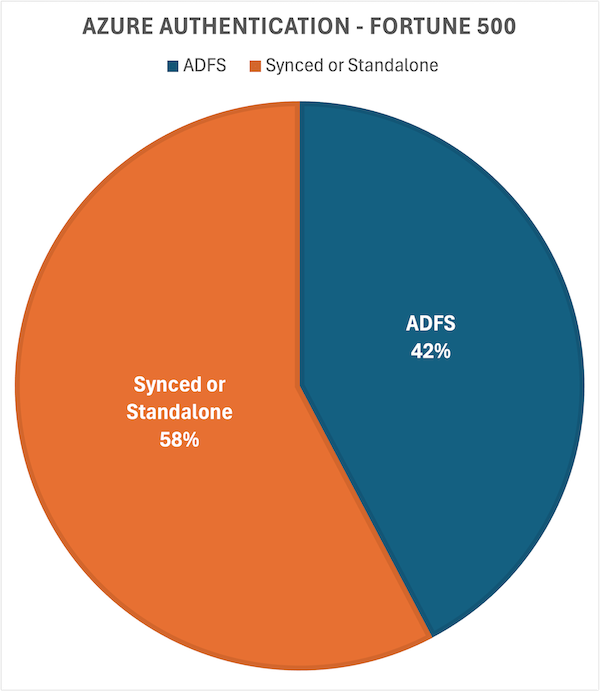 AZURE AUTHENTICATION - FORTUNE 500
ADFS Synced or Standalone
ADFS
42%
Synced or
Standalone
58%